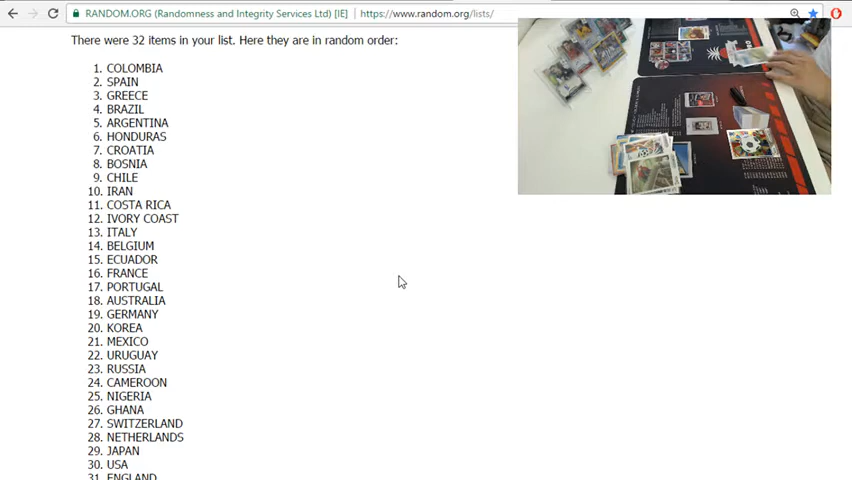 RANDOM.ORG (Randomness and Integrity Services Ltd) [IE] | https://www.random.org/lists/
There were 32 items in your list. Here they are in random order:
1. COLOMBIA
2. SPAIN
3. GREECE
4. BRAZIL
5. ARGENTINA
6. HONDURAS
7. CROATIA
8. BOSNIA
9. CHILE
10. IRAN
11. COSTA RICA
12. IVORY COAST
13. ITALY
14. BELGIUM
15. ECUADOR
16. FRANCE
17. PORTUGAL
18. AUSTRALIA
19. GERMANY
20. KOREA
21. MEXICO
22. URUGUAY
23. RUSSIA
24. CAMEROON
25. NIGERIA
26. GHANA
27. SWITZERLAND
28. NETHERLANDS
29. JAPAN
30. USA
31. ENGLAND